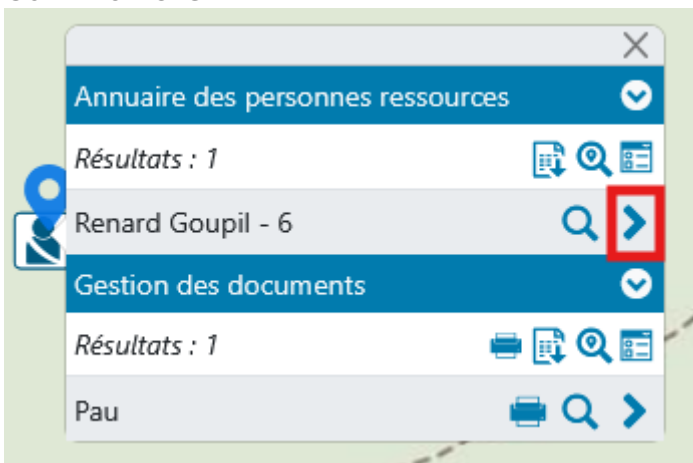 Annuaire des personnes ressources
Résultats : 1
Renard Goupil - 6
Gestion des documents
Résultats : 1
Pau